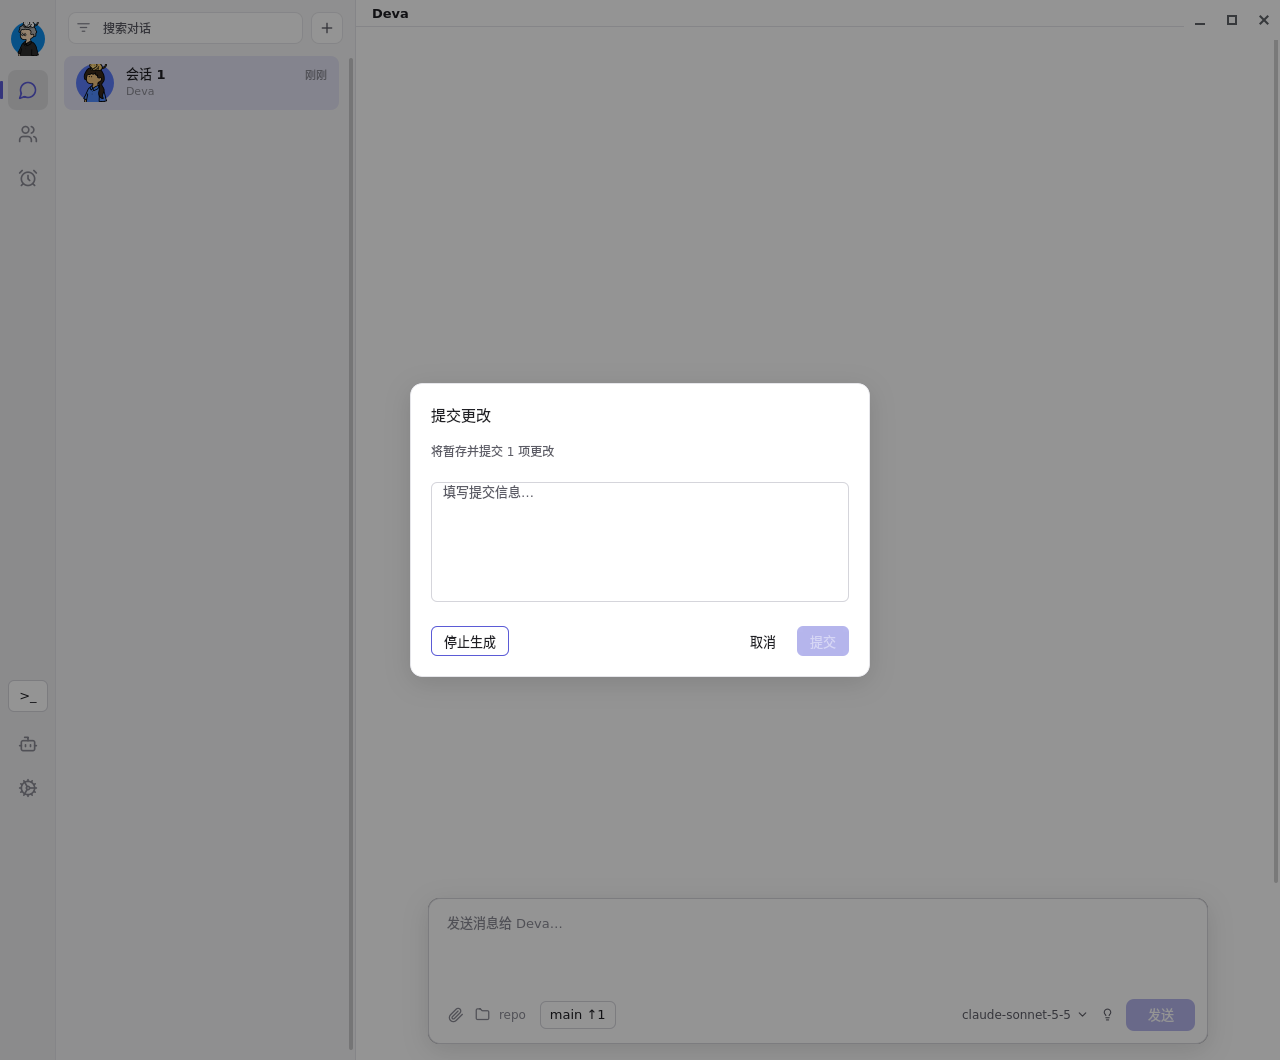 搜索对话
会话 1
刚刚
Deva
>_
Deva
提交更改
将暂存并提交 1 项更改
填写提交信息...
停止生成
取消
提交
发送消息给 Deva...
repo
main ↑1
claude-sonnet-5-5
发送